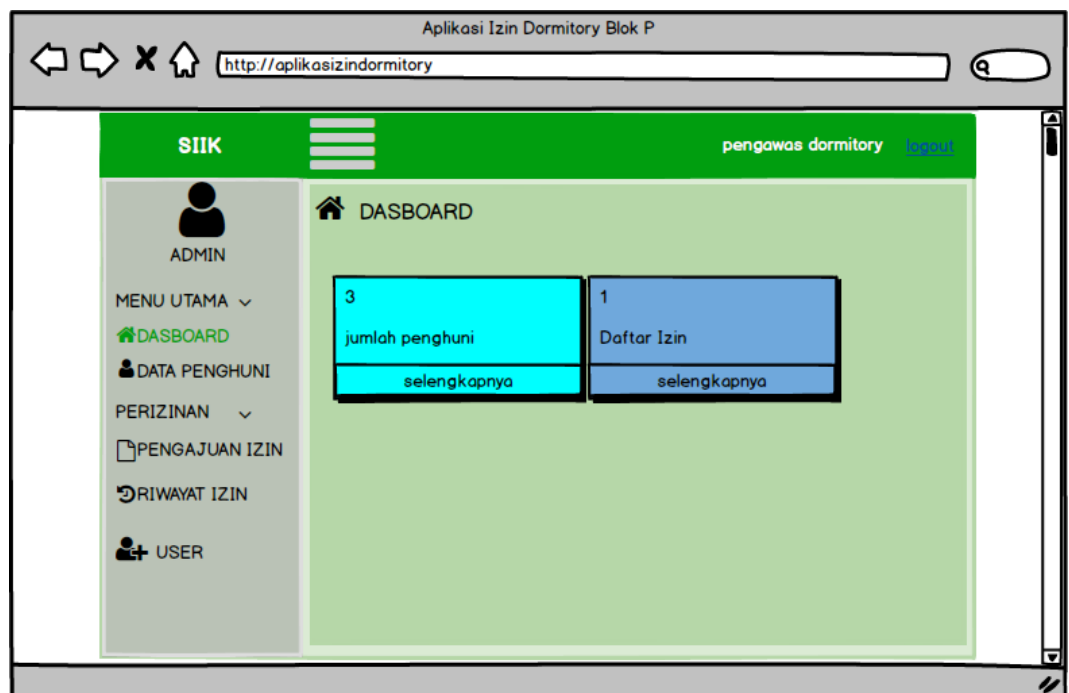 Aplikasi Izin Dormitory Blok P
http://aplikasizindormitory
SIIK
pengawas dormitory logout
ADMIN
MENU UTAMA
DASBOARD
DATA PENGHUNI
PERIZINAN
PENGAJUAN IZIN
RIWAYAT IZIN
USER
DASBOARD
3
jumlah penghuni
selengkapnya
1
Daftar Izin
selengkapnya